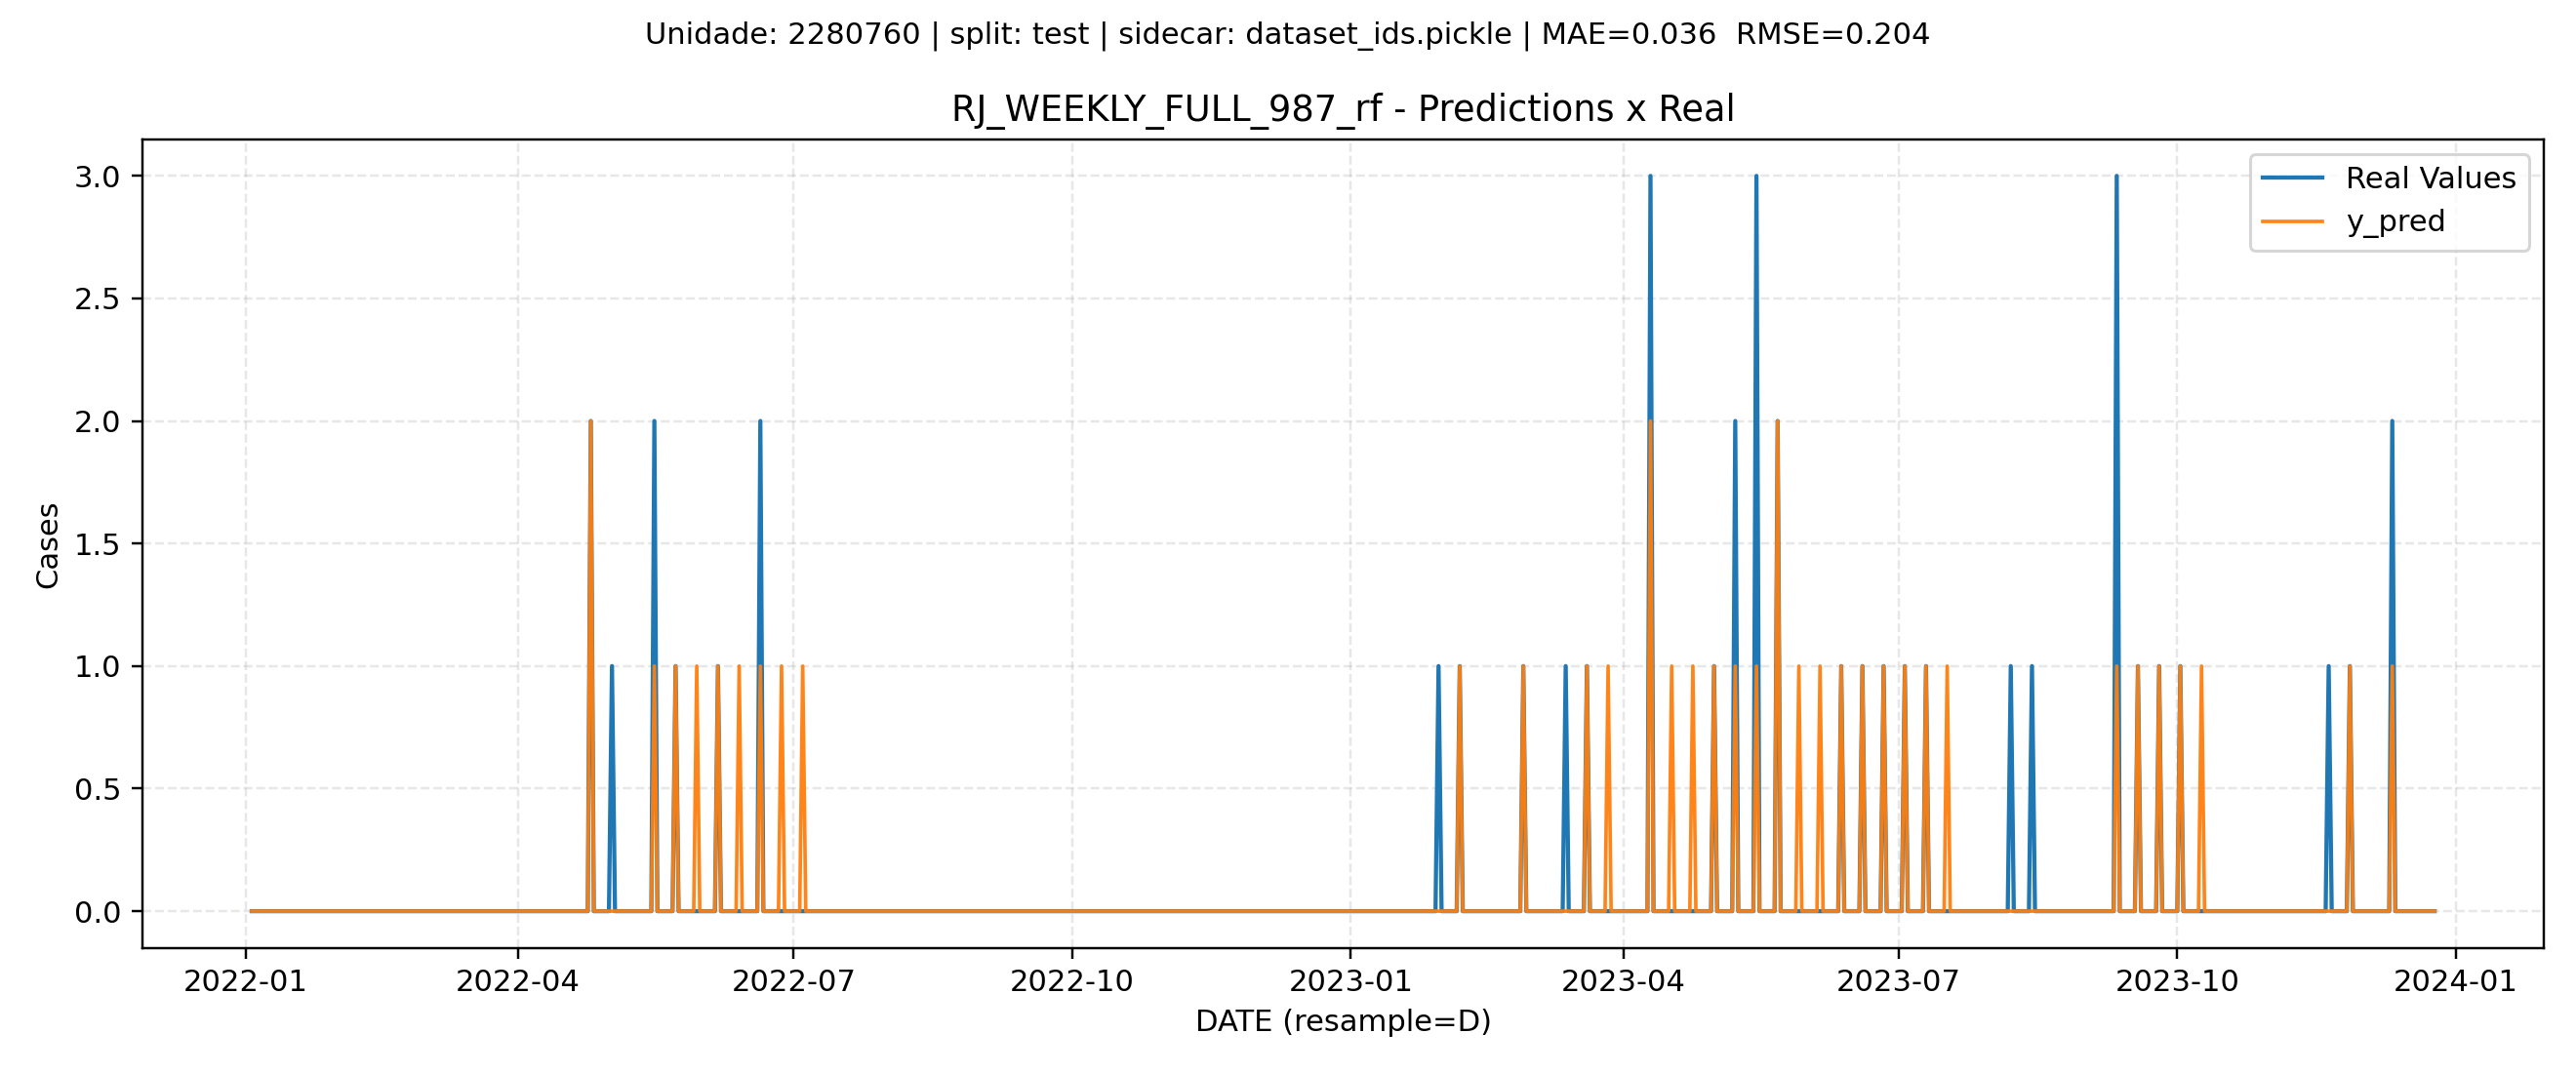 Unidade: 2280760 | split: test | sidecar: dataset_ids.pickle | MAE=0.036  RMSE=0.204
RJ_WEEKLY_FULL_987_rf - Predictions x Real
Real Values
y_pred
3.0
2.5
2.0
1.5
1.0
0.5
0.0
Cases
2022-01
2022-04
2022-07
2022-10
2023-01
2023-04
2023-07
2023-10
2024-01
DATE (resample=D)